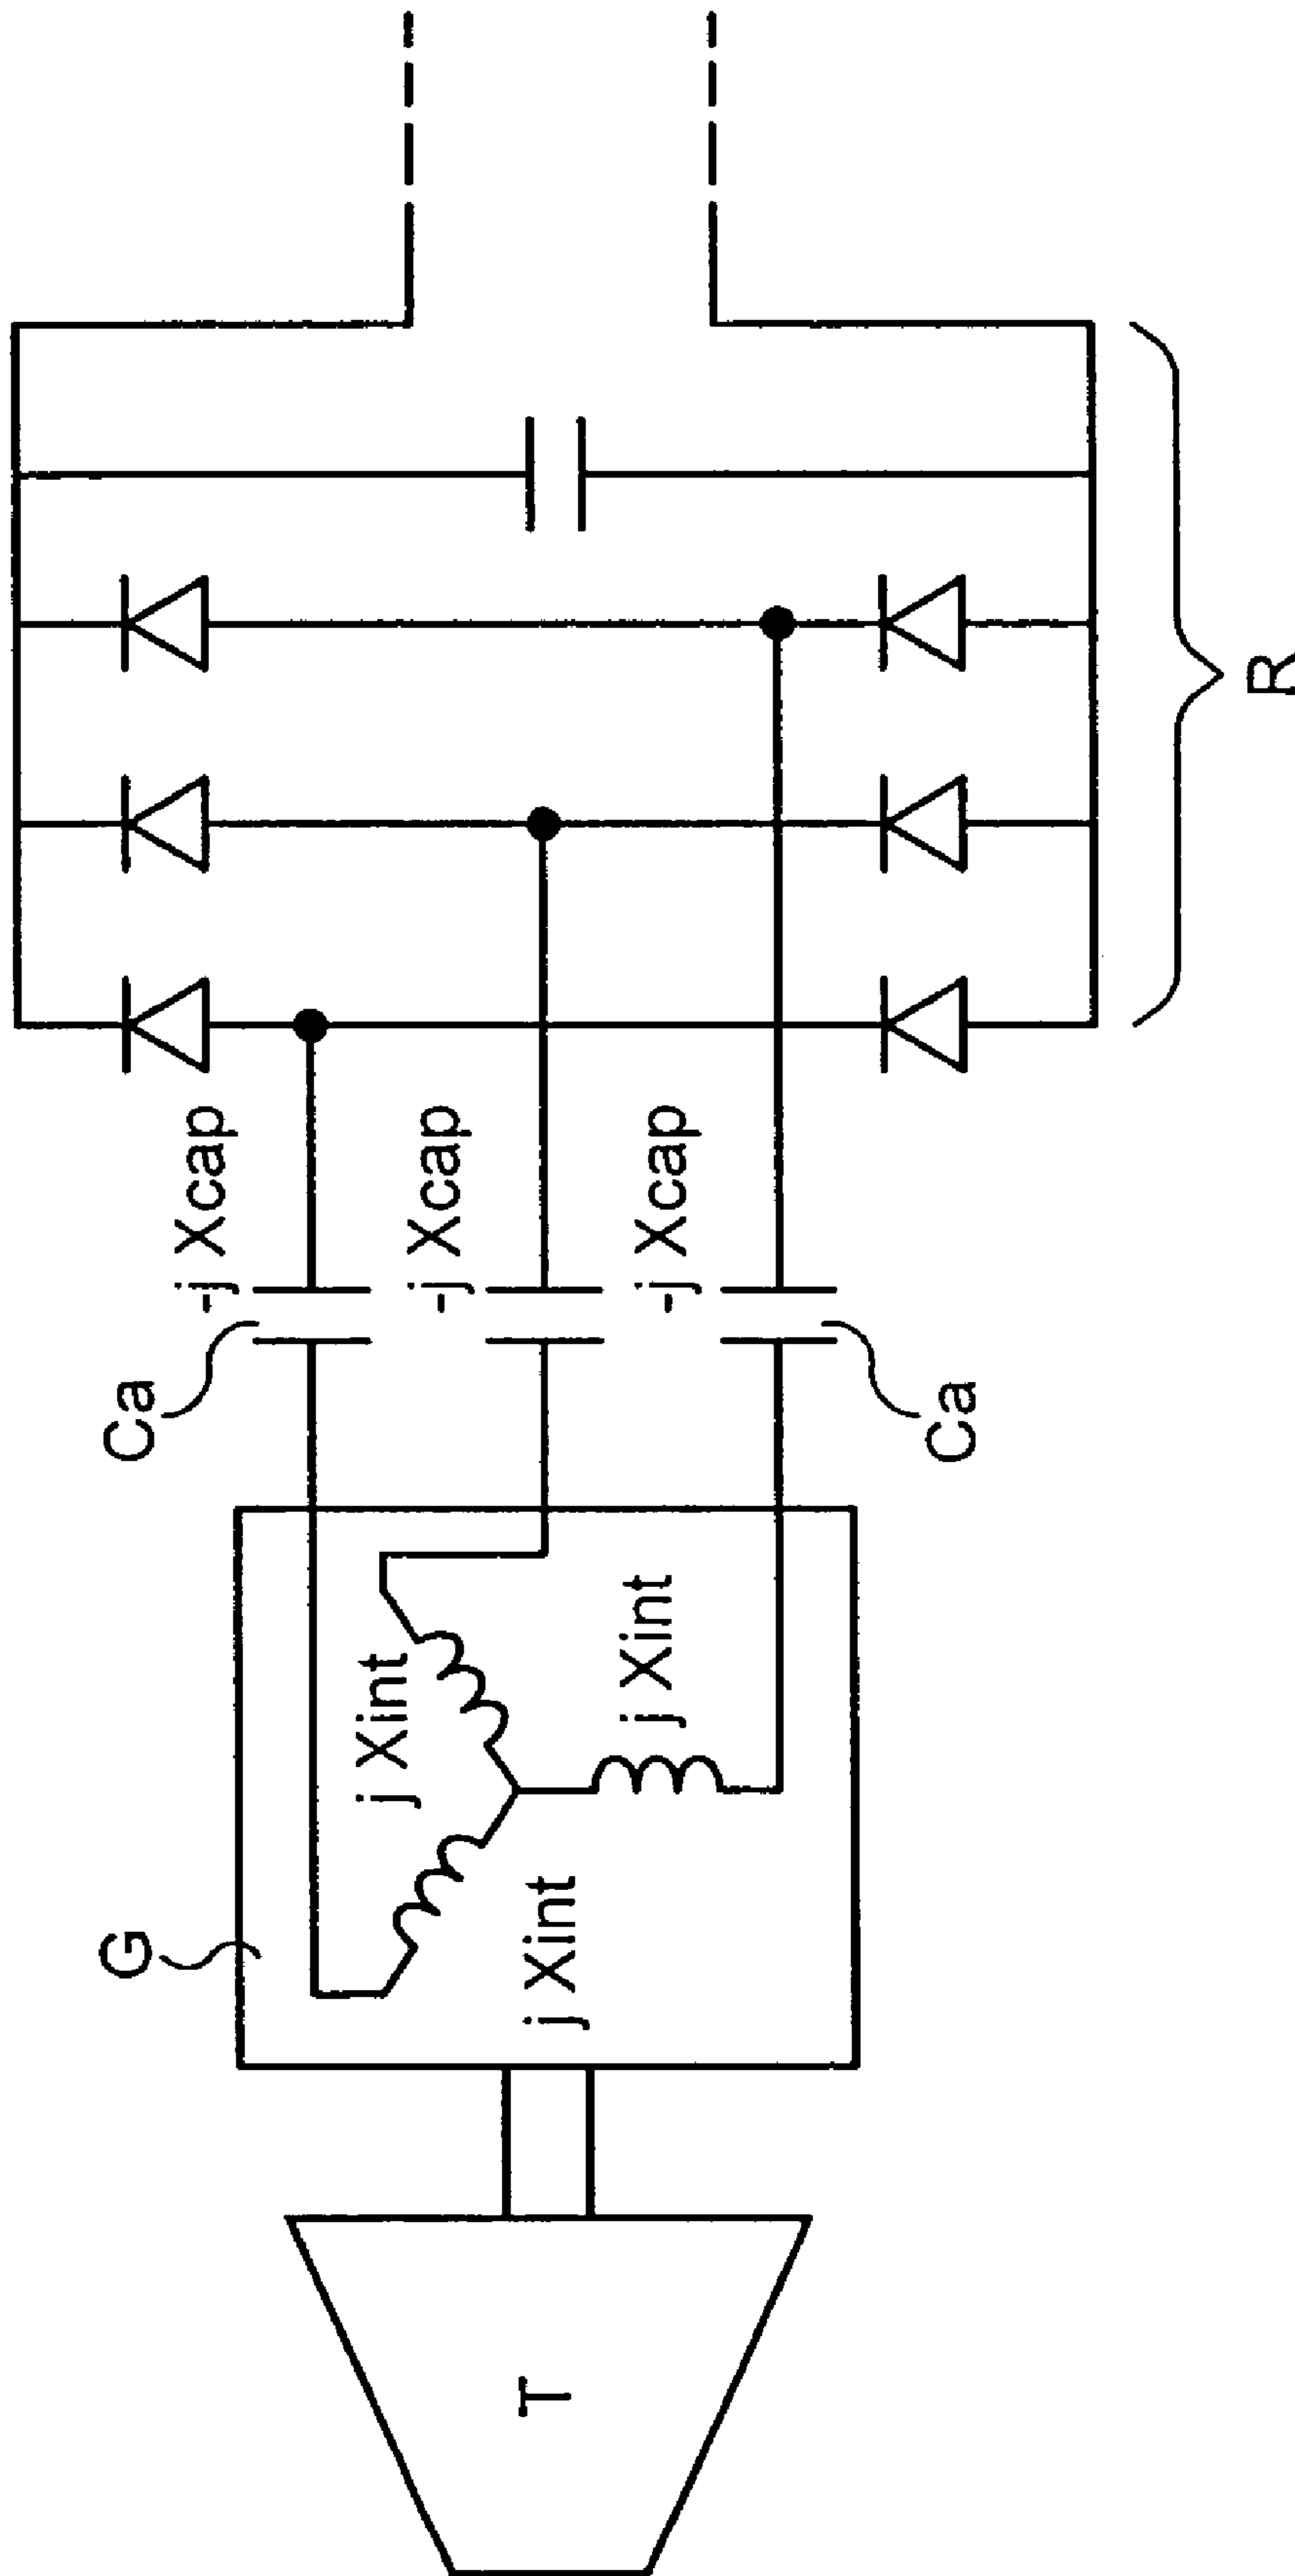 T
G
j Xint
j Xint
j Xint
Ca
Ca
-j Xcap
-j Xcap
-j Xcap
R